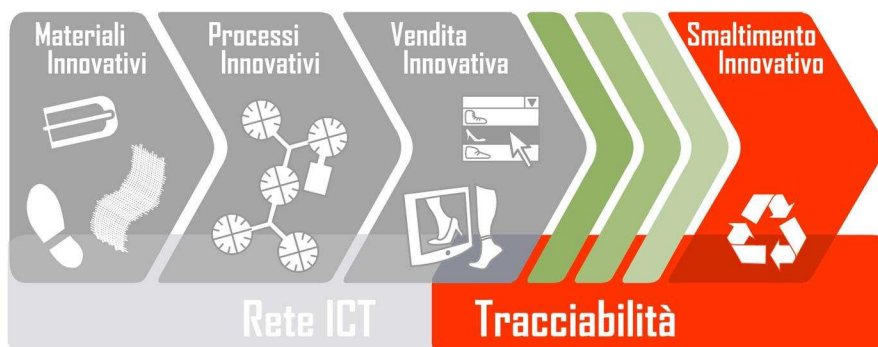 Materiali
Innovativi
Processi
Innovativi
Vendita
Innovativa
Smaltimento
Innovativo
Rete ICT
Tracciabilità